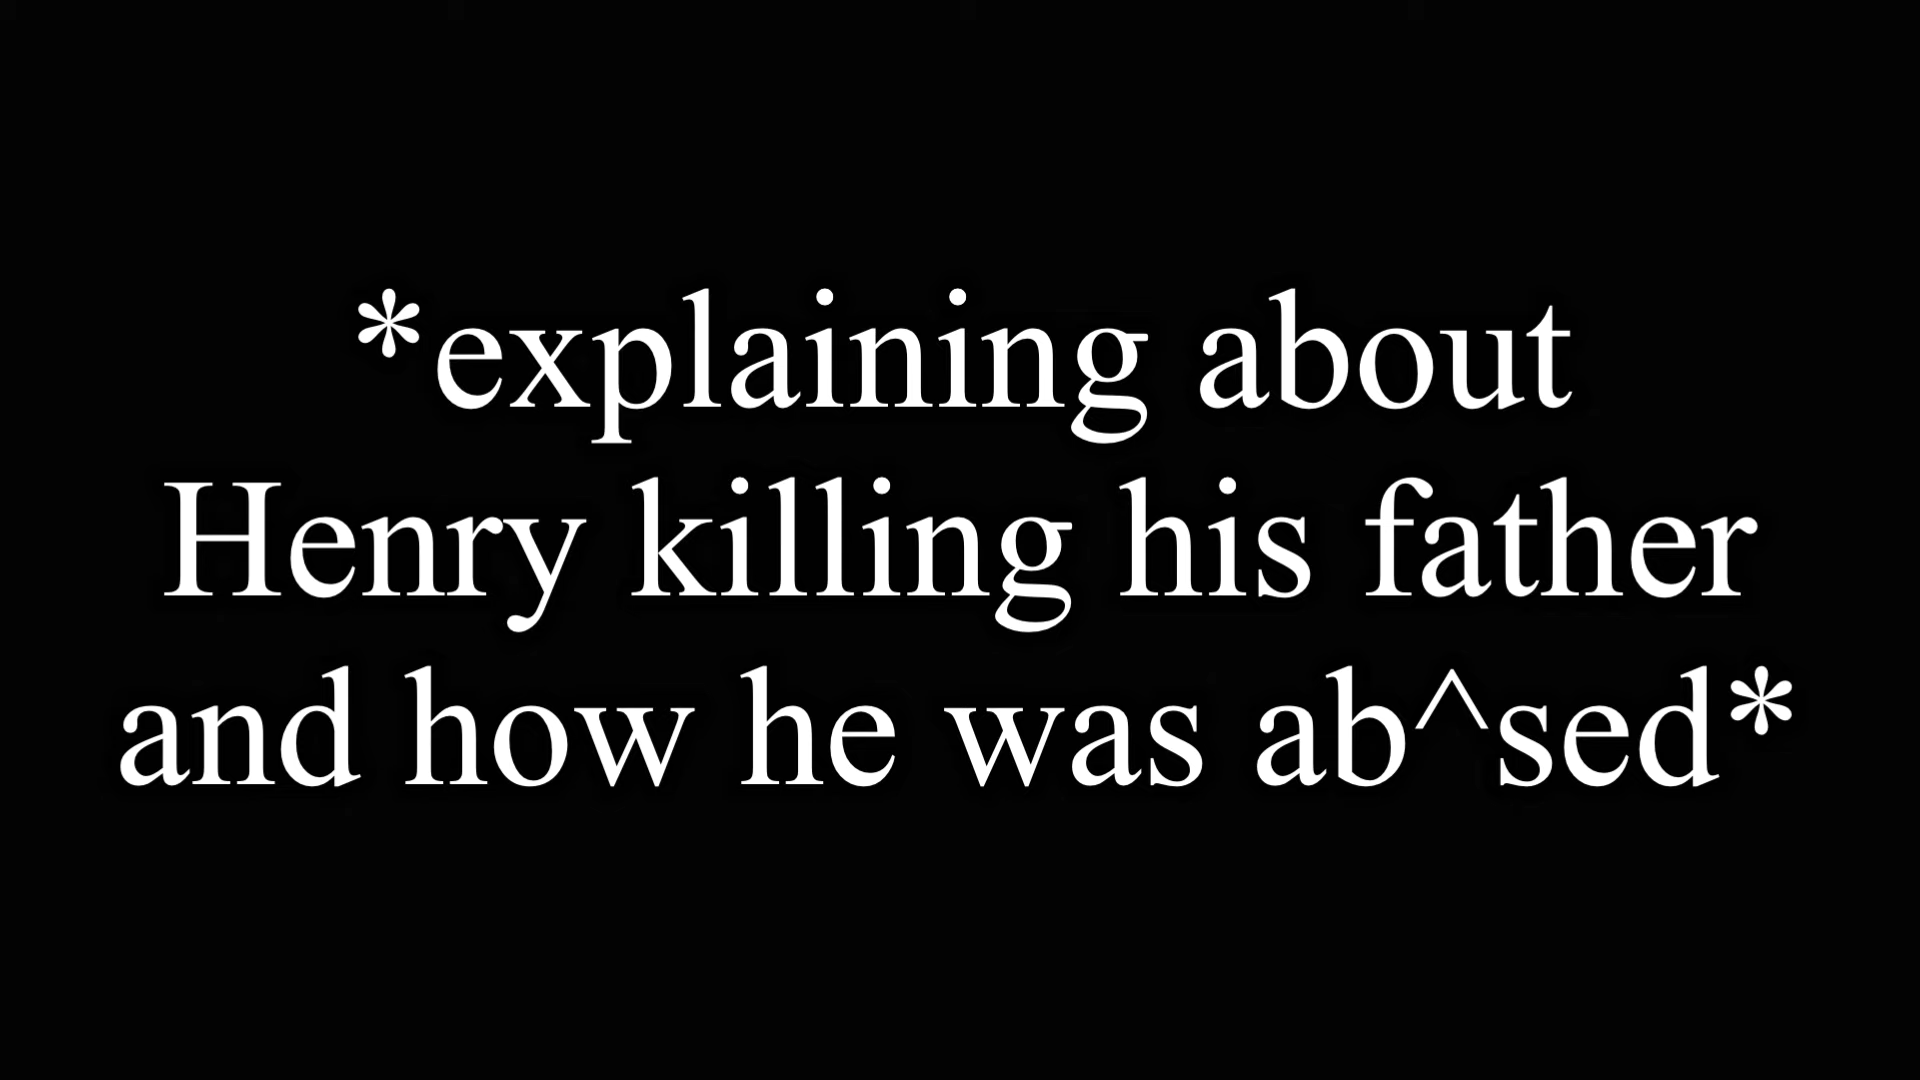 *explaining about
Henry killing his father
and how he was ab^sed*